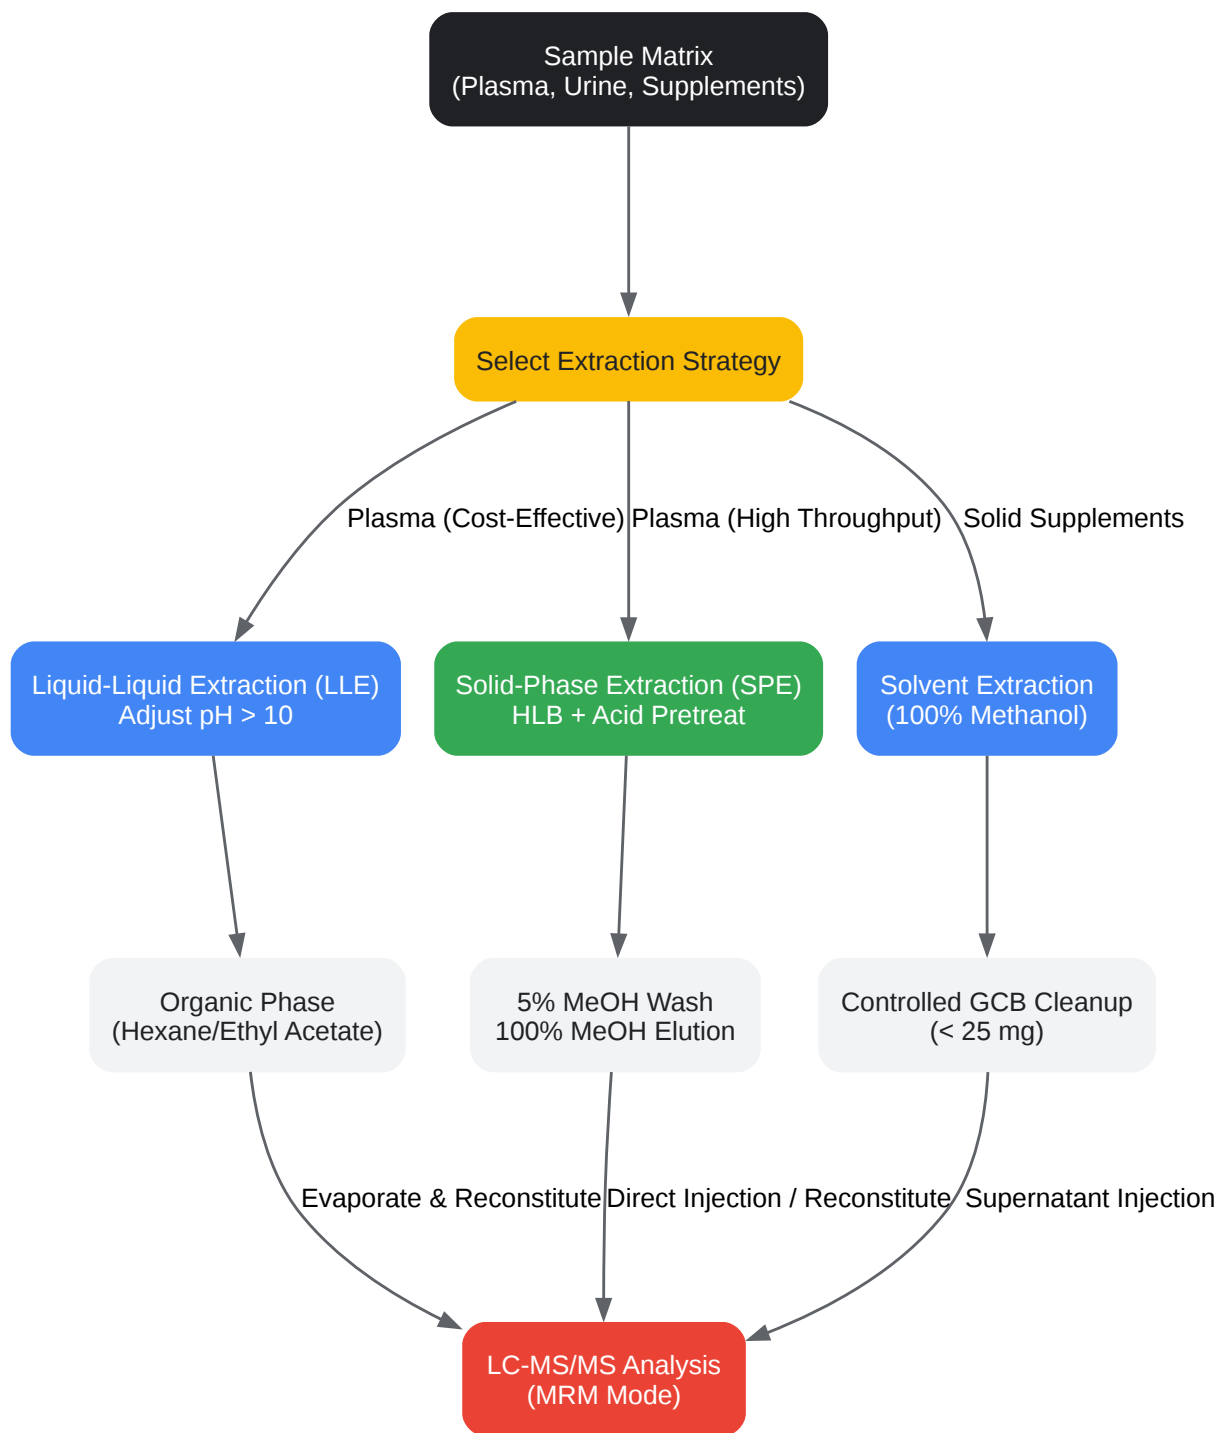 Sample Matrix
(Plasma, Urine, Supplements)
Select Extraction Strategy
Plasma (Cost-Effective)
Plasma (High Throughput)
Solid Supplements
Liquid-Liquid Extraction (LLE)
Adjust pH > 10
Solid-Phase Extraction (SPE)
HLB + Acid Pretreat
Solvent Extraction
(100% Methanol)
Organic Phase
(Hexane/Ethyl Acetate)
5% MeOH Wash
100% MeOH Elution
Controlled GCB Cleanup
(< 25 mg)
Evaporate & Reconstitute
Direct Injection / Reconstitute
Supernatant Injection
LC-MS/MS Analysis
(MRM Mode)